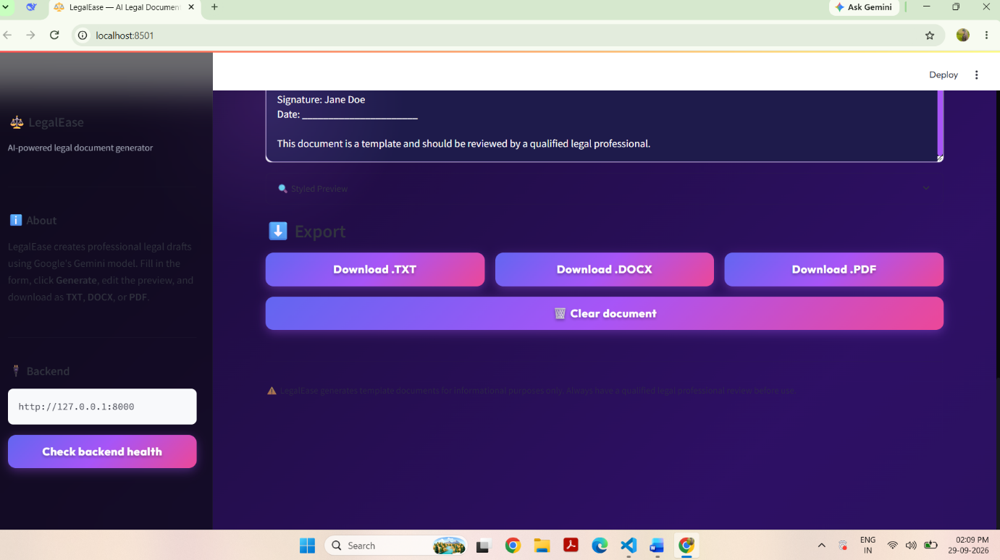 LegalEase — AI Legal Documen
Ask Gemini
localhost:8501
Deploy
LegalEase
AI-powered legal document generator
About
LegalEase creates professional legal drafts
using Google's Gemini model. Fill in the
form, click Generate, edit the preview, and
download as TXT, DOCX, or PDF.
Backend
http://127.0.0.1:8000
Check backend health
Signature: Jane Doe
Date: ______________________
This document is a template and should be reviewed by a qualified legal professional.
Styled Preview
Export
Download .TXT
Download .DOCX
Download .PDF
Clear document
LegalEase generates template documents for informational purposes only. Always have a qualified legal professional review before use.
Search
ENG
IN
02:09 PM
29-09-2026